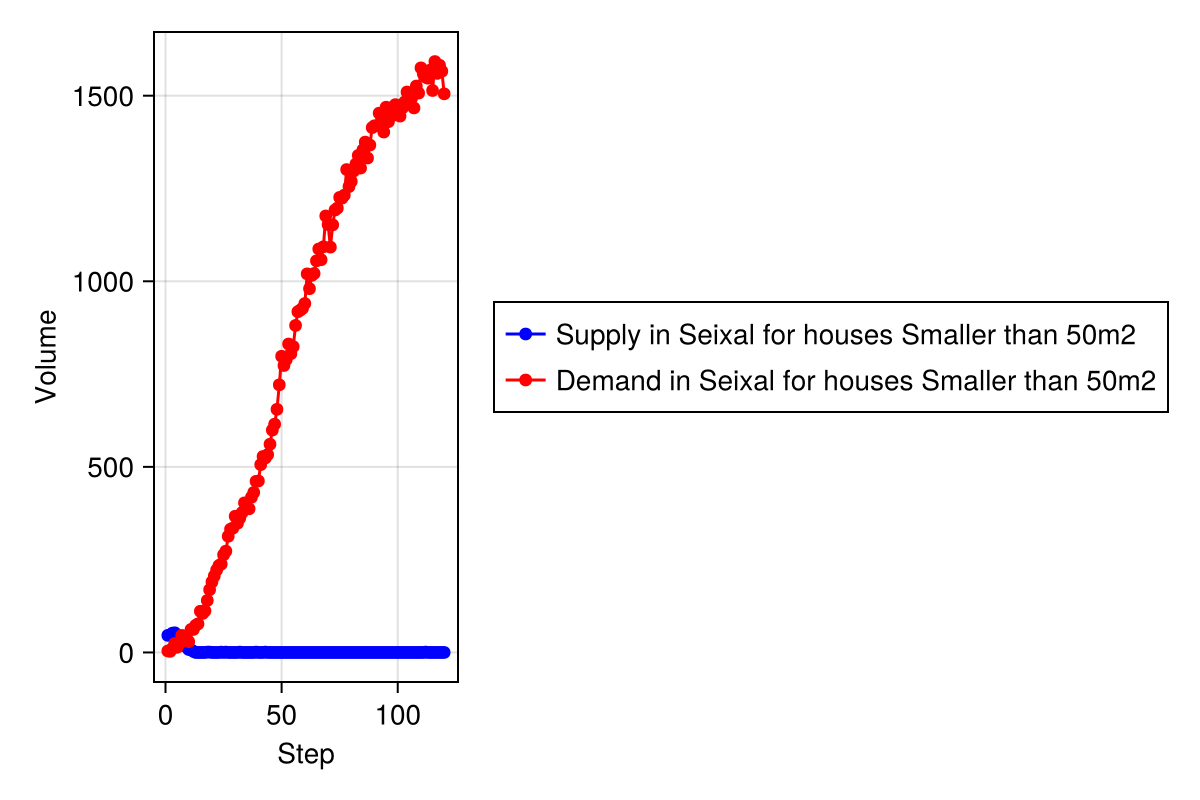 1500
1000
500
0
Volume
0 50 100
Step
Supply in Seixal for houses Smaller than 50m2
Demand in Seixal for houses Smaller than 50m2